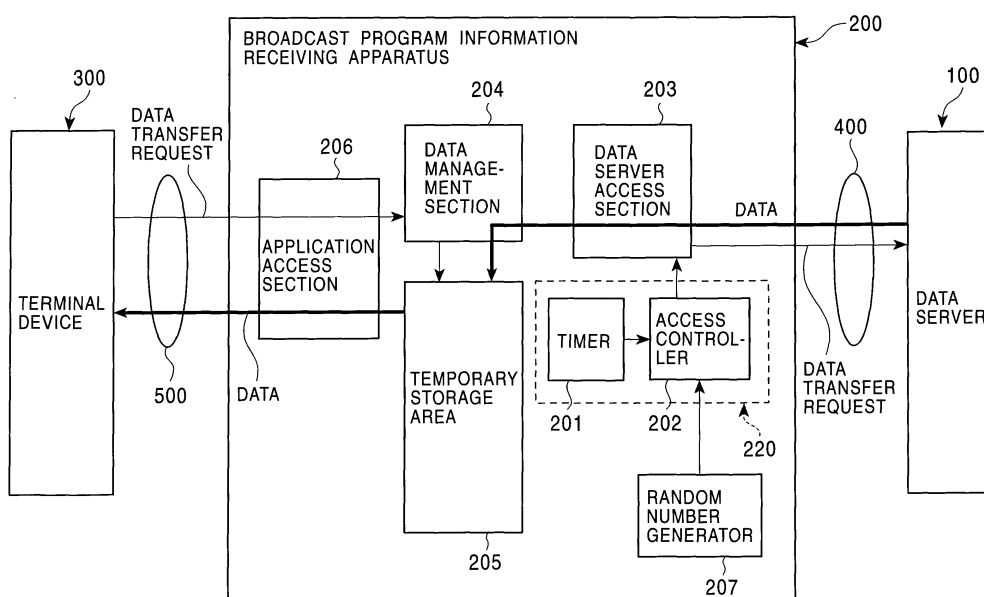 BROADCAST PROGRAM INFORMATION
RECEIVING APPARATUS
200
300
204
203
100
DATA
TRANSFER
REQUEST
206
DATA
MANAGE-
MENT
SECTION
DATA
SERVER
ACCESS
SECTION
400
DATA
APPLICATION
ACCESS
SECTION
TERMINAL
DEVICE
DATA
SERVER
TIMER
ACCESS
CONTROL-
LER
500
DATA
TEMPORARY
STORAGE
AREA
DATA
TRANSFER
REQUEST
201
202
220
RANDOM
NUMBER
GENERATOR
205
207